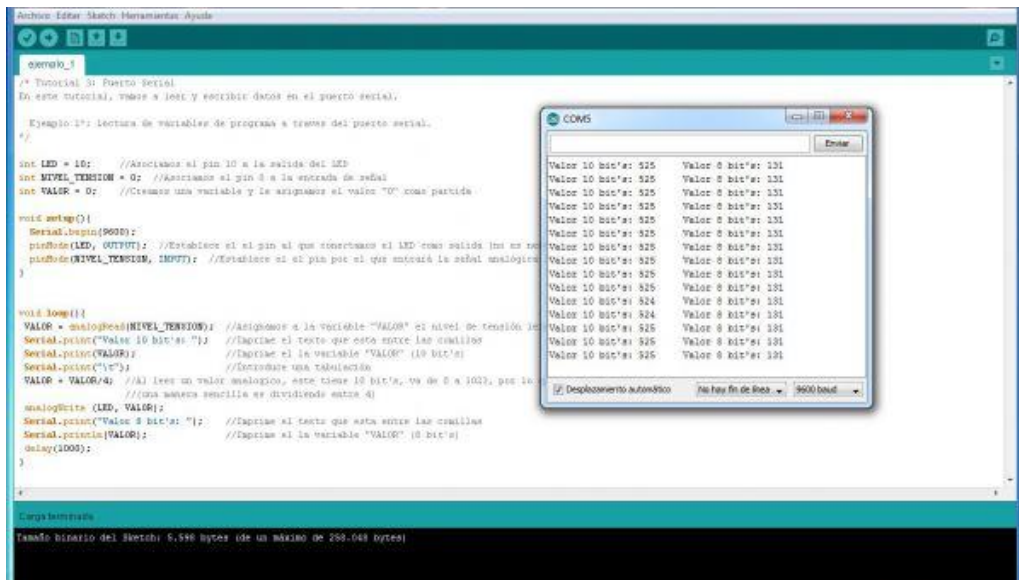 Archivo Editar Sketch Herramientas Ayuda
ejemplo_1
/* Tutorial 3: Puerto Serial
En este tutorial, vamos a leer y escribir datos en el puerto serial.
Ejemplo 1º: Lectura de variables de programa a traves del puerto serial.
*/
int LED = 10; //Asociamos el pin 10 a la salida del LED
int NIVEL_TENSION = 0; //Asociamos el pin 0 a la entrada de señal
int VALOR = 0; //Creamos una variable y le asignamos el valor "0" como partida
void setup(){
Serial.begin(9600);
pinMode(LED, OUTPUT); //Establece el el pin al que conectamos el LED como salida (no es ne
pinMode(NIVEL_TENSION, INPUT); //Establece el el pin por el que entrará la señal analógica
}
void loop(){
VALOR = analogRead(NIVEL_TENSION); //Asignamos a la variable "VALOR" el nivel de tensión le
Serial.print("Valor 10 bit's: "); //Imprime el texto que esta entre las comillas
Serial.print(VALOR); //Imprime el la variable "VALOR" (10 bit's)
Serial.print("\t"); //Introduce una tabulación
VALOR = VALOR/4; //Al leer un valor analogico, este tiene 10 bit's, va de 0 a 1023, por lo
//(una manera sencilla es dividiendo entre 4)
analogWrite (LED, VALOR);
Serial.print("Valor 8 bit's: "); //Imprime el texto que esta entre las comillas
Serial.println(VALOR); //Imprime el la variable "VALOR" (8 bit's)
delay(1000);
}
Carga terminada
Tamaño binario del Sketch: 5.598 bytes (de un máximo de 258.048 bytes)
COM5
Enviar
Valor 10 bit's: 525 Valor 8 bit's: 131
Valor 10 bit's: 525 Valor 8 bit's: 131
Valor 10 bit's: 525 Valor 8 bit's: 131
Valor 10 bit's: 525 Valor 8 bit's: 131
Valor 10 bit's: 525 Valor 8 bit's: 131
Valor 10 bit's: 525 Valor 8 bit's: 131
Valor 10 bit's: 525 Valor 8 bit's: 131
Valor 10 bit's: 525 Valor 8 bit's: 131
Valor 10 bit's: 525 Valor 8 bit's: 131
Valor 10 bit's: 525 Valor 8 bit's: 131
Valor 10 bit's: 524 Valor 8 bit's: 131
Valor 10 bit's: 524 Valor 8 bit's: 131
Valor 10 bit's: 525 Valor 8 bit's: 131
Valor 10 bit's: 525 Valor 8 bit's: 131
Valor 10 bit's: 525 Valor 8 bit's: 131
Desplazamiento automático No hay fin de línea 9600 baud